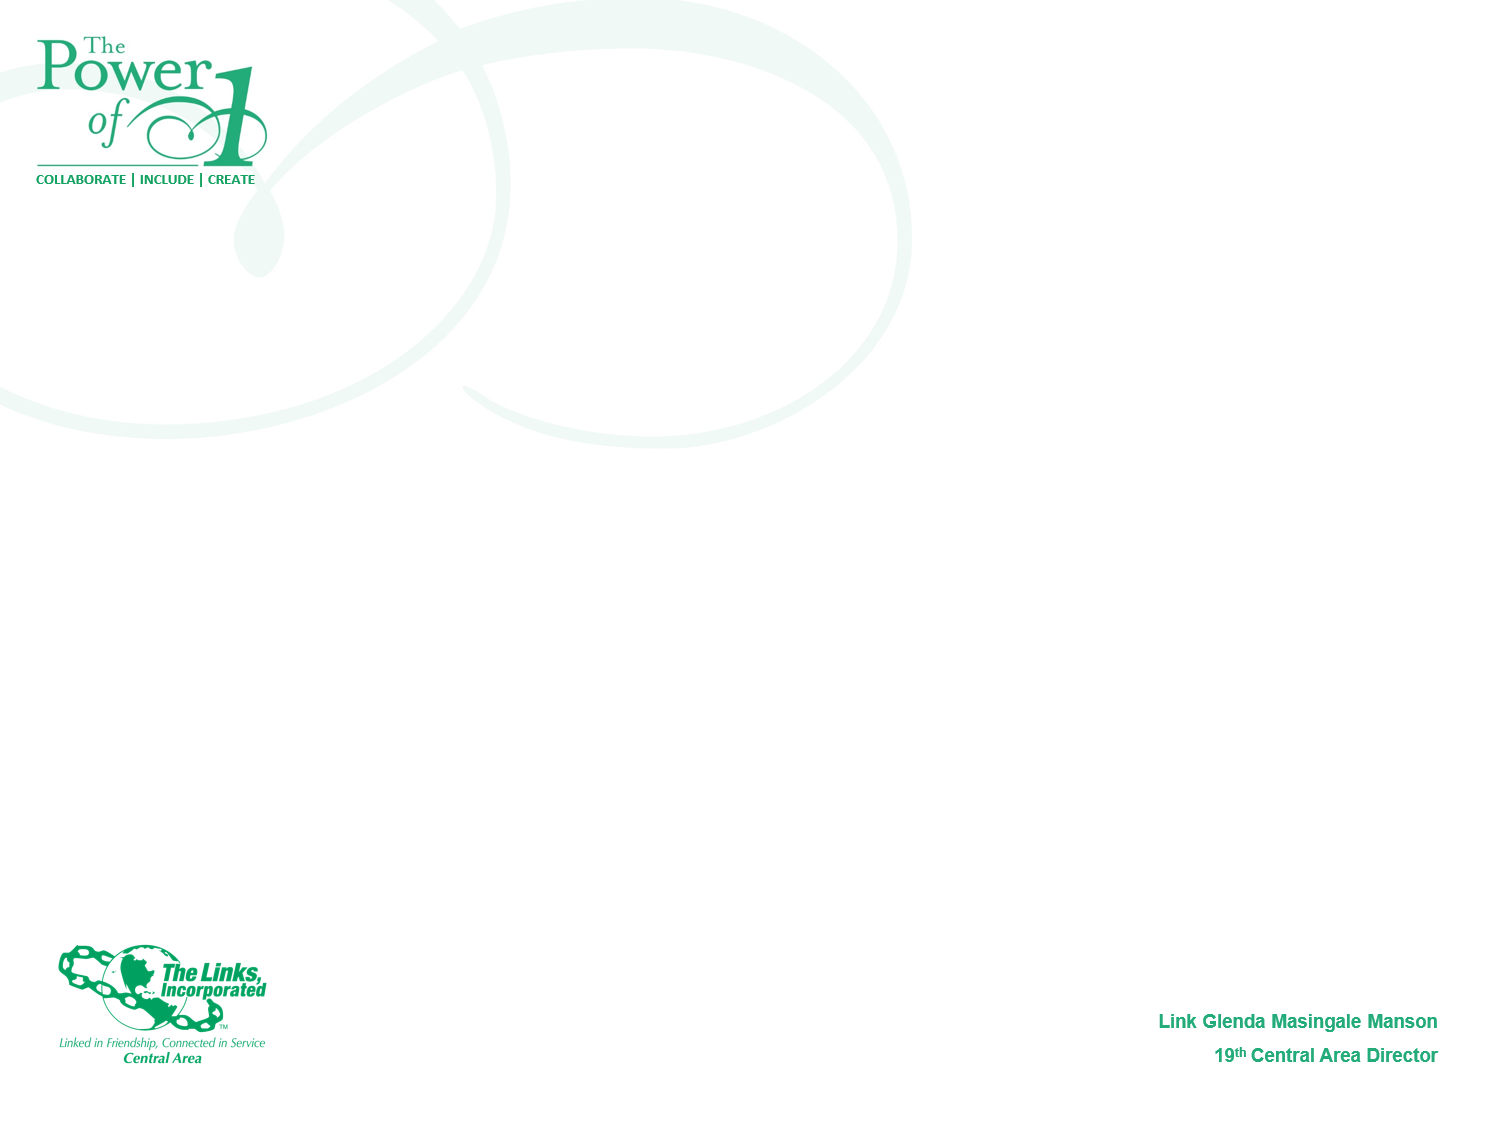 The
Power
of 1
COLLABORATE | INCLUDE | CREATE
The Links,
Incorporated
TM
Linked in Friendship, Connected in Service
Central Area
Link Glenda Masingale Manson
19th Central Area Director